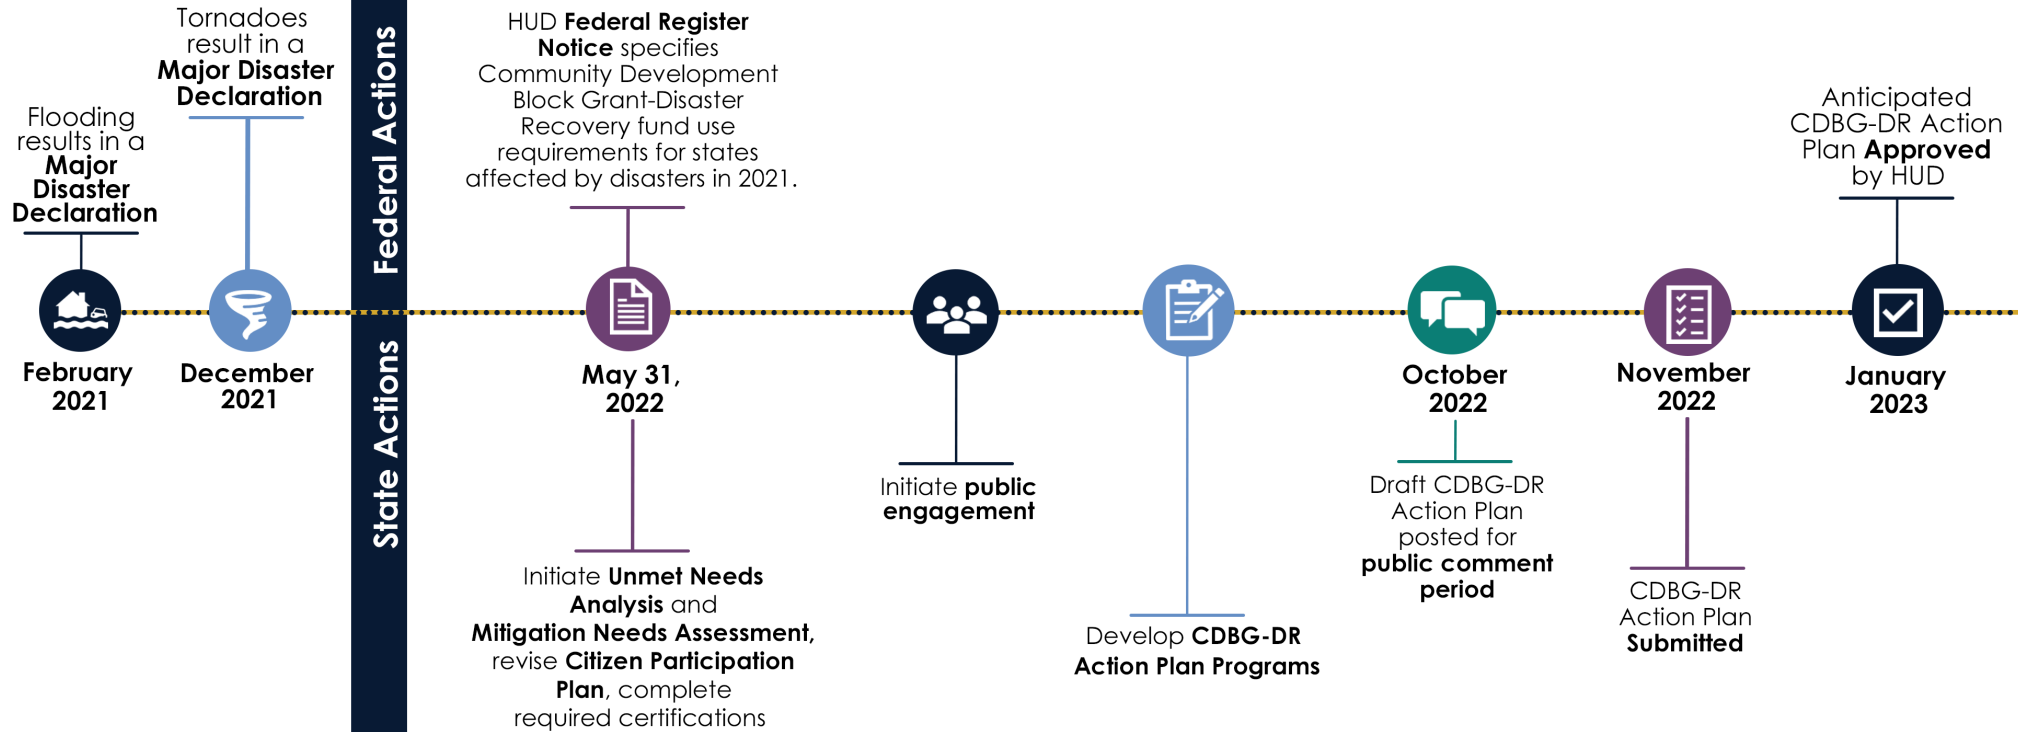 Flooding
results in a
Major
Disaster
Declaration
February
2021
Tornadoes
result in a
Major Disaster
Declaration
December
2021
Federal Actions
State Actions
HUD Federal Register
Notice specifies
Community Development
Block Grant-Disaster
Recovery fund use
requirements for states
affected by disasters in 2021.
May 31,
2022
Initiate Unmet Needs
Analysis and
Mitigation Needs Assessment,
revise Citizen Participation
Plan, complete
required certifications
Initiate public
engagement
Develop CDBG-DR
Action Plan Programs
October
2022
Draft CDBG-DR
Action Plan
posted for
public comment
period
November
2022
CDBG-DR
Action Plan
Submitted
Anticipated
CDBG-DR Action
Plan Approved
by HUD
January
2023